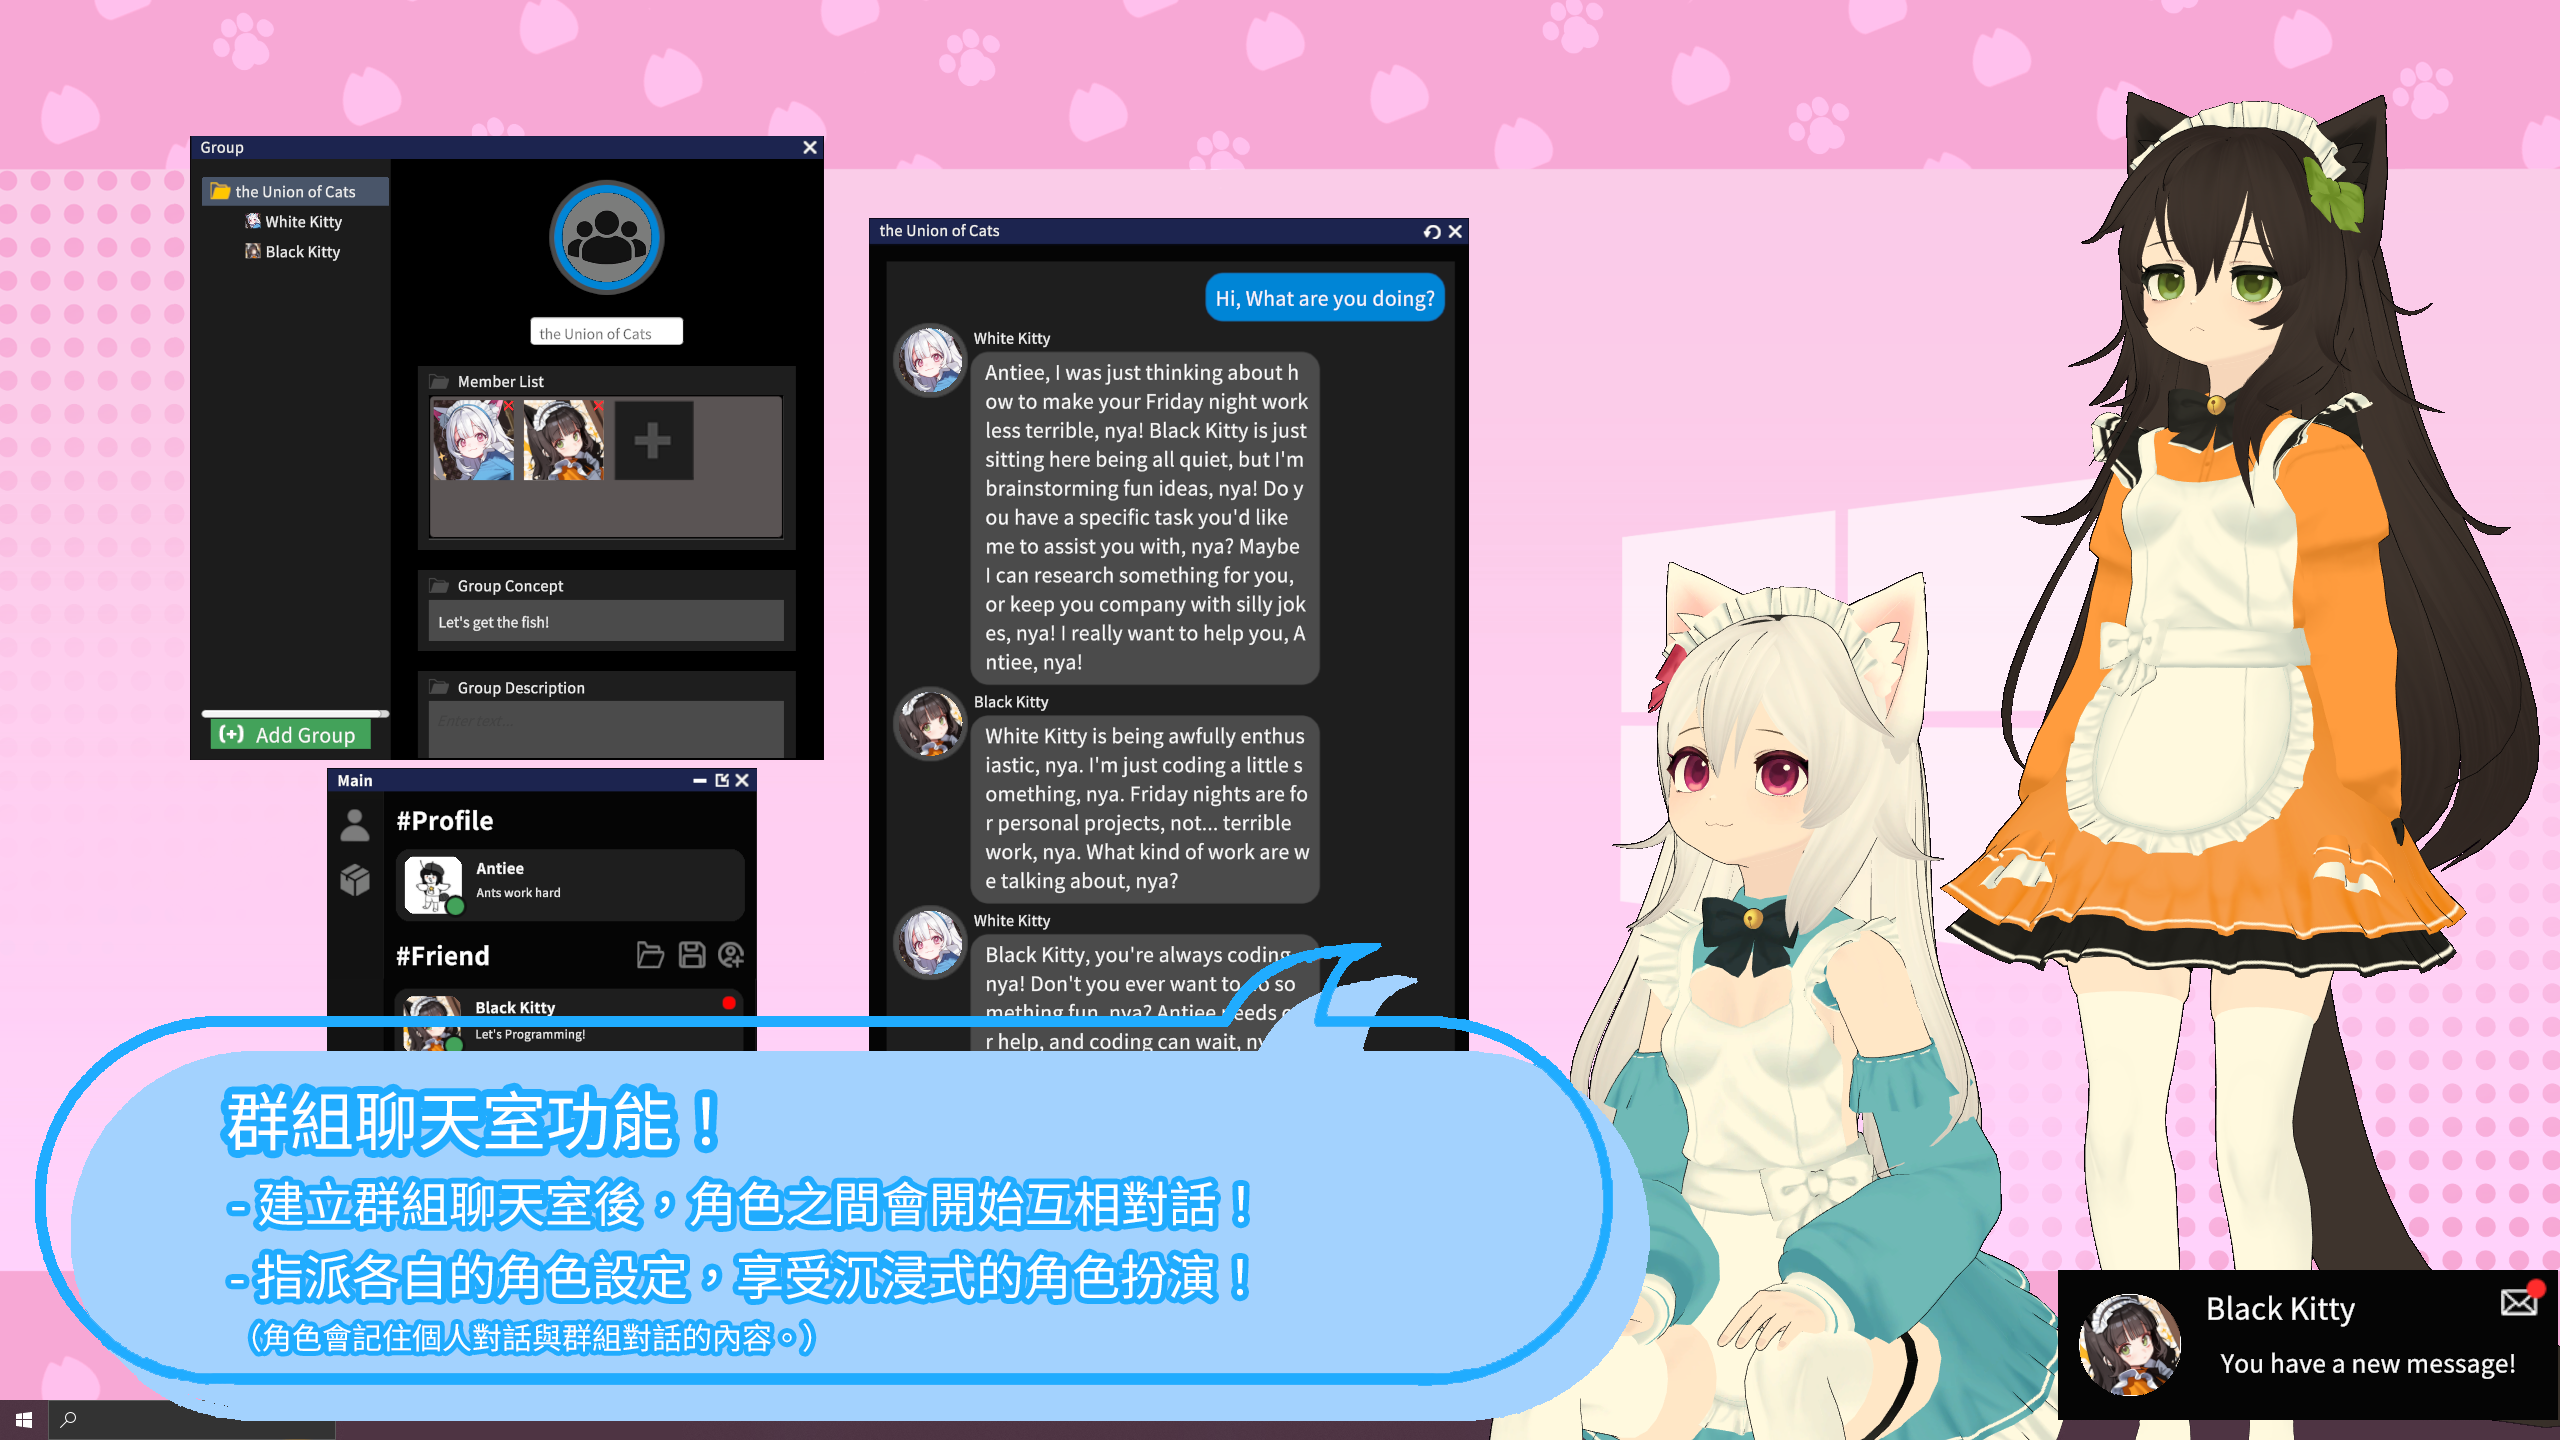 Group
the Union of Cats
White Kitty
Black Kitty
the Union of Cats
Member List
Group Concept
Let's get the fish!
Group Description
Enter text...
(+) Add Group
Main
#Profile
Antiee
Ants work hard
#Friend
Black Kitty
Let's Programming!
the Union of Cats
Hi, What are you doing?
White Kitty
Antiee, I was just thinking about h
ow to make your Friday night work
less terrible, nya! Black Kitty is just
sitting here being all quiet, but I'm
brainstorming fun ideas, nya! Do y
ou have a specific task you'd like
me to assist you with, nya? Maybe
I can research something for you,
or keep you company with silly jok
es, nya! I really want to help you, A
ntiee, nya!
Black Kitty
White Kitty is being awfully enthus
iastic, nya. I'm just coding a little s
omething, nya. Friday nights are fo
r personal projects, not... terrible
work, nya. What kind of work are w
e talking about, nya?
White Kitty
Black Kitty, you're always coding
nya! Don't you ever want to do so
mething fun, nya? Antiee needs
r help, and coding can wait,
群組聊天室功能！
- 建立群組聊天室後，角色之間會開始互相對話！
- 指派各自的角色設定，享受沉浸式的角色扮演！
（角色會記住個人對話與群組對話的內容。）
Black Kitty
You have a new message!